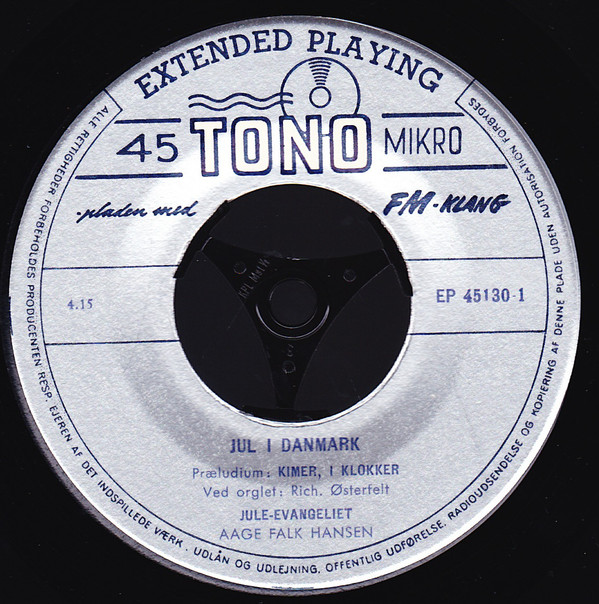 EXTENDED PLAYING
45 TONO MIKRO
-pladen med FM-KLANG
4.15
EP 45130-1
JUL I DANMARK
Præludium: KIMER, I KLOKKER
Ved orglet: Rich. Østerfelt
JULE-EVANGELIET
AAGE FALK HANSEN
ALLE RETTIGHEDER FORBEHOLDES PRODUCENTEN RESP. EJEREN AF DET INDSPILLEDE VÆRK. UDLÅN OG UDLEJNING, OFFENTLIG UDFØRELSE, RADIOUDSENDELSE OG KOPIERING AF DENNE PLADE UDEN AUTORISATION FORBYDES